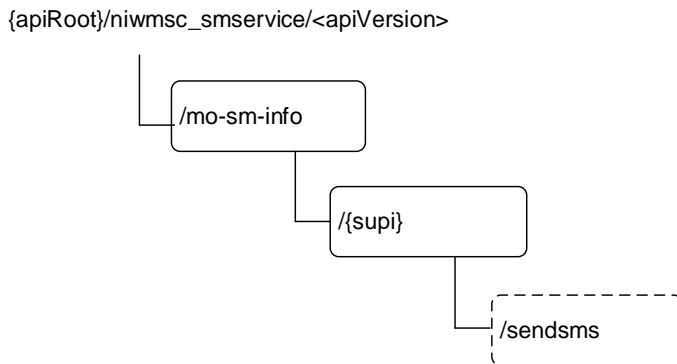 {apiRoot}/niwmsc_smservice/<apiVersion>
/mo-sm-info
/{supi}
/sendsms